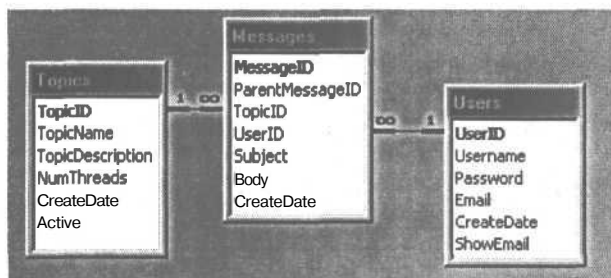 Topics
TopicID
TopicName
TopicDescription
NumThreads
CreateDate
Active
1 ∞
Messages
MessageID
ParentMessageID
TopicID
UserID
Subject
Body
CreateDate
∞ 1
Users
UserID
Username
Password
Email
CreateDate
ShowEmail